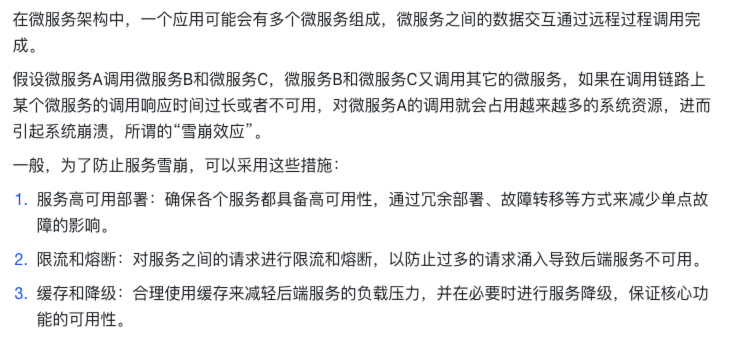 在微服务架构中，一个应用可能会有多个微服务组成，微服务之间的数据交互通过远程过程调用完
成。
假设微服务A调用微服务B和微服务C，微服务B和微服务C又调用其它的微服务，如果在调用链路上
某个微服务的调用响应时间过长或者不可用，对微服务A的调用就会占用越来越多的系统资源，进而
引起系统崩溃，所谓的“雪崩效应”。
一般，为了防止服务雪崩，可以采用这些措施：
1. 服务高可用部署：确保各个服务都具备高可用性，通过冗余部署、故障转移等方式来减少单点故
障的影响。
2. 限流和熔断：对服务之间的请求进行限流和熔断，以防止过多的请求涌入导致后端服务不可用。
3. 缓存和降级：合理使用缓存来减轻后端服务的负载压力，并在必要时进行服务降级，保证核心功
能的可用性。